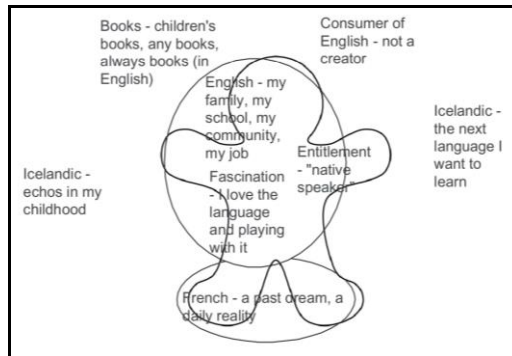 Books - children's
books, any books,
always books (in
English)
Consumer of
English - not a
creator
English - my
family, my
school, my
community,
my job
Icelandic -
the next
language I
want to
learn
Entitlement
- "native
speaker"
Icelandic -
echos in my
childhood
Fascination
- I love the
language
and playing
with it
French - a past dream, a
daily reality